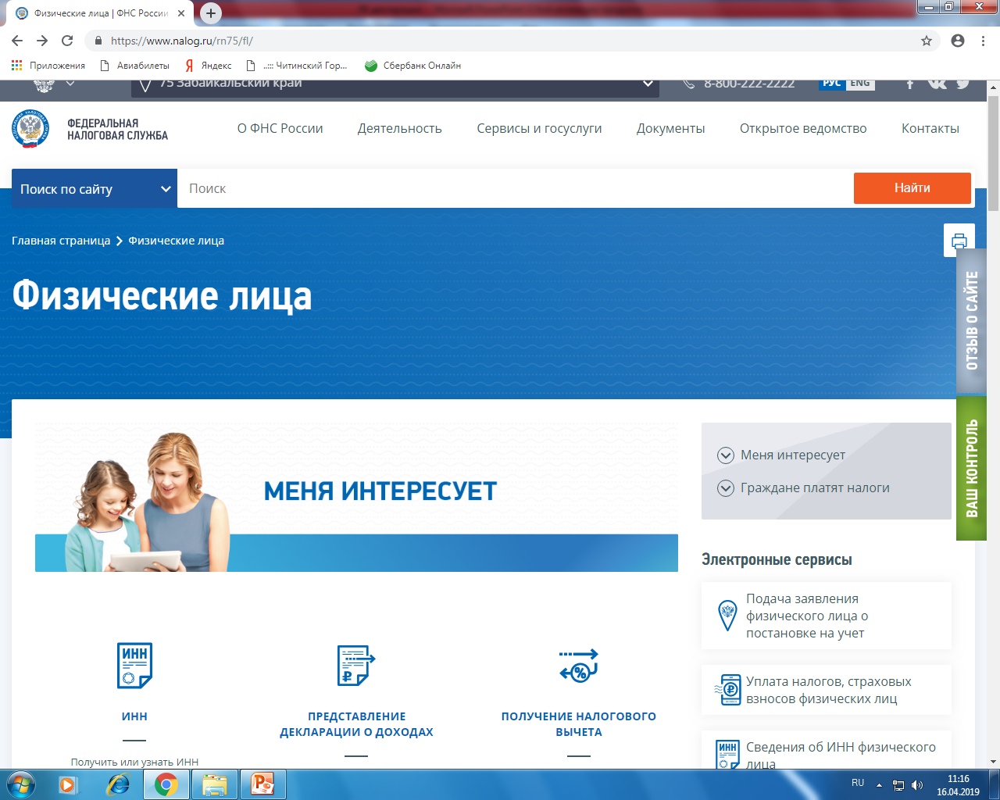 Физические лица | ФНС России
https://www.nalog.ru/rn75/fl/
Приложения
Авиабилеты
Яндекс
..::: Читинский Гор...
Сбербанк Онлайн
75 Забайкальский край
8-800-222-2222
РУС ENG
ФЕДЕРАЛЬНАЯ
НАЛОГОВАЯ СЛУЖБА
О ФНС России
Деятельность
Сервисы и госуслуги
Документы
Открытое ведомство
Контакты
Поиск по сайту
Поиск
Найти
Главная страница
Физические лица
Физические лица
ОТЗЫВ О САЙТЕ
ВАШ КОНТРОЛЬ
МЕНЯ ИНТЕРЕСУЕТ
Меня интересует
Граждане платят налоги
Электронные сервисы
Подача заявления
физического лица о
постановке на учет
Уплата налогов, страховых
взносов физических лиц
ИНН
Сведения об ИНН физического
лица
ИНН
ИНН
Получить или узнать ИНН
ПРЕДСТАВЛЕНИЕ
ДЕКЛАРАЦИИ О ДОХОДАХ
ПОЛУЧЕНИЕ НАЛОГОВОГО
ВЫЧЕТА
RU
11:16
16.04.2019